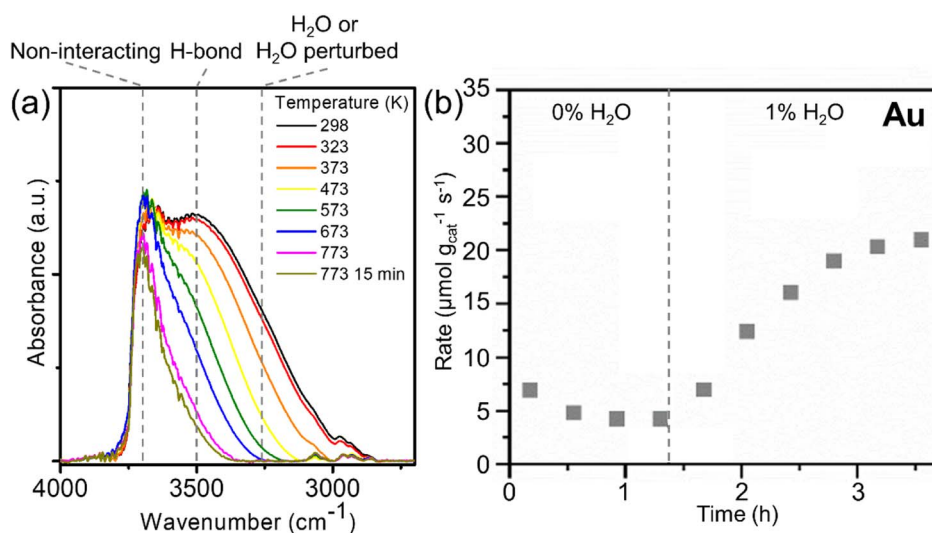 Non-interacting H-bond H₂O or
H₂O perturbed
(a)
Temperature (K)
298
323
373
473
573
673
773
773 15 min
Absorbance (a.u.)
4000 3500 3000
Wavenumber (cm⁻¹)
(b)
0% H₂O 1% H₂O Au
35
30
25
20
15
10
5
0
Rate (μmol g_cat⁻¹ s⁻¹)
0 1 2 3
Time (h)